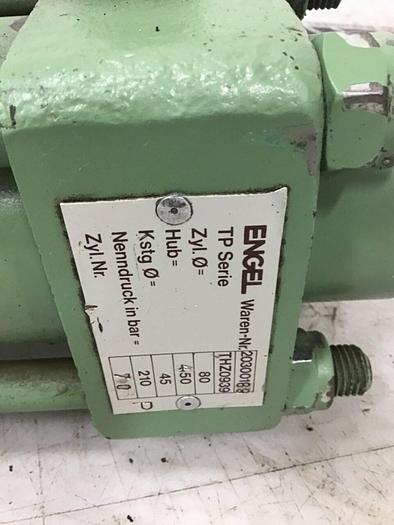 ENGEL Waren-Nr.
TP Serie THZ0939
Zyl.Ø= 80
Hub= 450
Kstg.Ø= 45
Nenndruck in bar = 210
Zyl.Nr.